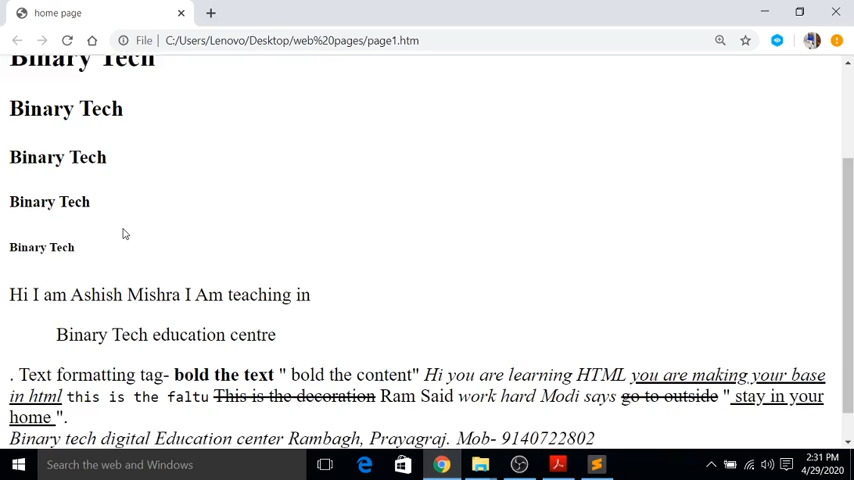 home page
File C:/Users/Lenovo/Desktop/web%20pages/page1.htm
Binary Tech
Binary Tech
Binary Tech
Binary Tech
Binary Tech
Hi I am Ashish Mishra I Am teaching in
Binary Tech education centre
. Text formatting tag- bold the text " bold the content" Hi you are learning HTML you are making your base
in html this is the faltu This is the decoration Ram Said work hard Modi says go to outside " stay in your
home ".
Binary tech digital Education center Rambagh, Prayagraj. Mob- 9140722802
Search the web and Windows
2:31 PM
4/29/2020